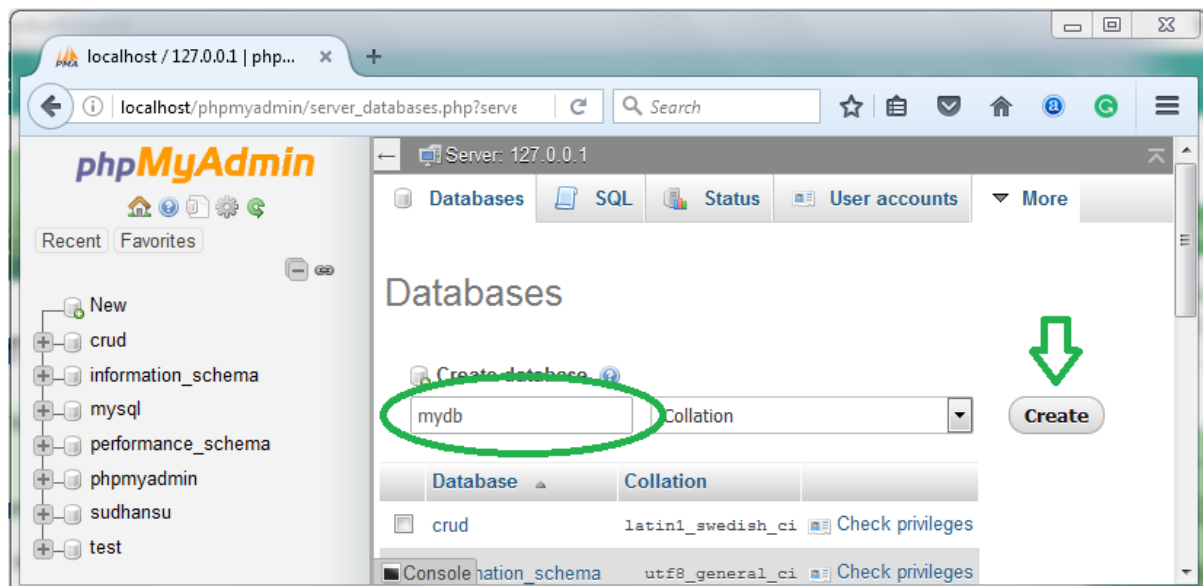 localhost / 127.0.0.1 | php...
localhost/phpmyadmin/server_databases.php?serve
Search
phpMyAdmin
Recent Favorites
New
crud
information_schema
mysql
performance_schema
phpmyadmin
sudhansu
test
Server: 127.0.0.1
Databases SQL Status User accounts More
Databases
Create database
mydb Collation Create
Database Collation
crud latin1_swedish_ci Check privileges
Console nation_schema utf8_general_ci Check privileges